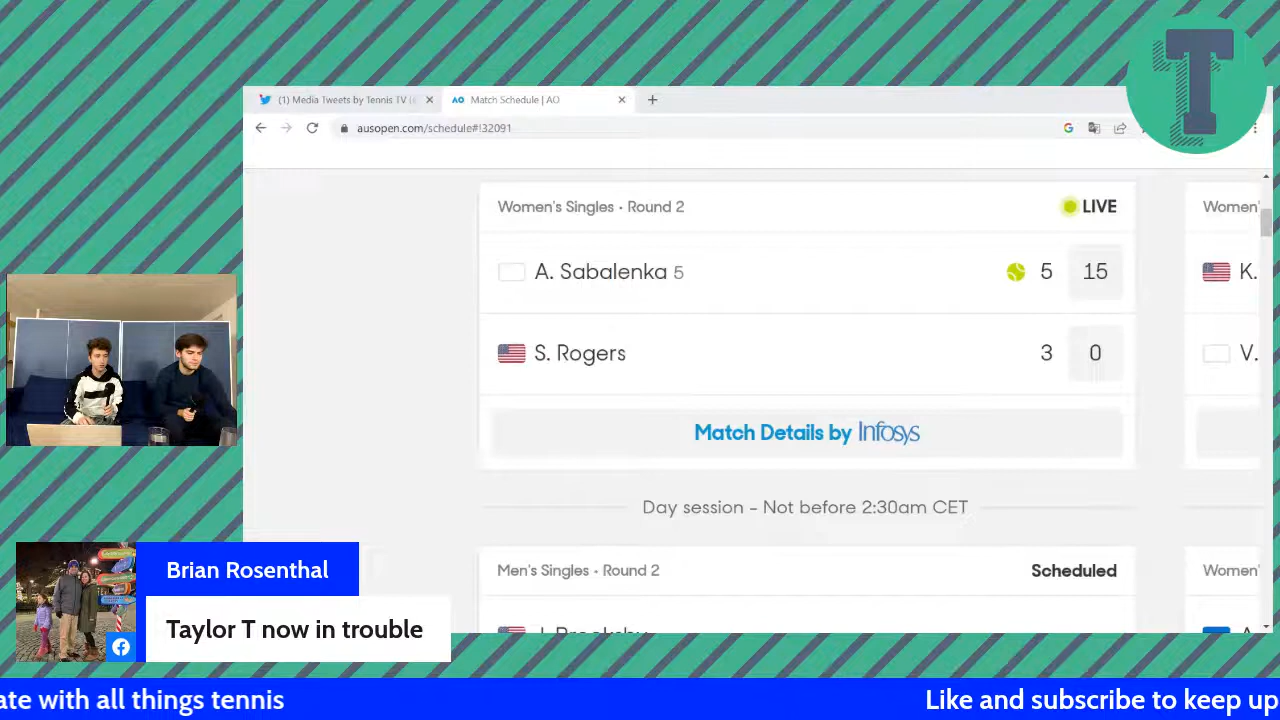 (1) Media Tweets by Tennis TV (
Match Schedule | AO
ausopen.com/schedule#!32091
T
Women's Singles • Round 2
LIVE
Women'
A. Sabalenka 5
5
15
K.
S. Rogers
3
0
V.
Match Details by Infosys
Day session - Not before 2:30am CET
Men's Singles • Round 2
Scheduled
Women'
Brian Rosenthal
Taylor T now in trouble
ate with all things tennis
Like and subscribe to keep up